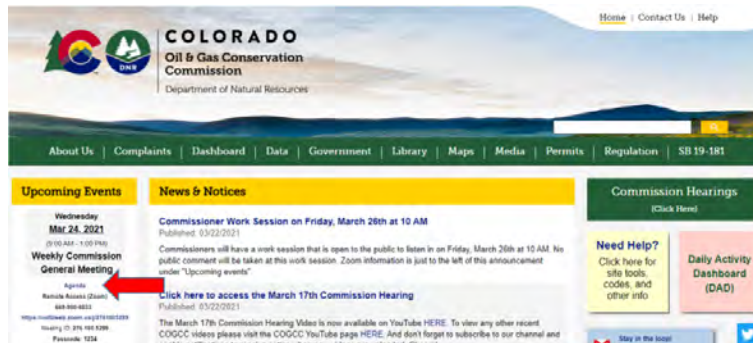 Home | Contact Us | Help
COLORADO
Oil & Gas Conservation
Commission
DNR
Department of Natural Resources
About Us | Complaints | Dashboard | Data | Government | Library | Maps | Media | Permits | Regulation | SB 19-181
Upcoming Events
Wednesday
Mar 24, 2021
(9:00 AM - 1:00 PM)
Weekly Commission
General Meeting
Agenda
Remote Access (Zoom)
Passcode: 1234
News & Notices
Commissioner Work Session on Friday, March 26th at 10 AM
Published: 03/22/2021
Commissioners will have a work session that is open to the public to listen in on Friday, March 26th at 10 AM. No
public comment will be taken at this work session. Zoom information is just to the left of this announcement
under "Upcoming events"
Click here to access the March 17th Commission Hearing
Published: 03/22/2021
The March 17th Commission Hearing Video is now available on YouTube HERE. To view any other recent
COGCC videos please visit the COGCC YouTube page HERE. And don't forget to subscribe to our channel and
Commission Hearings
(Click Here)
Need Help?
Click here for
site tools,
codes, and
other info
Daily Activity
Dashboard
(DAD)
Stay in the loop!